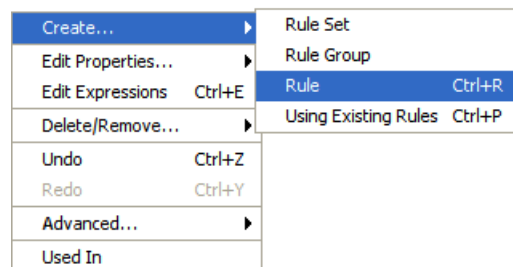 Create...
Edit Properties...
Edit Expressions Ctrl+E
Delete/Remove...
Undo Ctrl+Z
Redo Ctrl+Y
Advanced...
Used In
Rule Set
Rule Group
Rule Ctrl+R
Using Existing Rules Ctrl+P